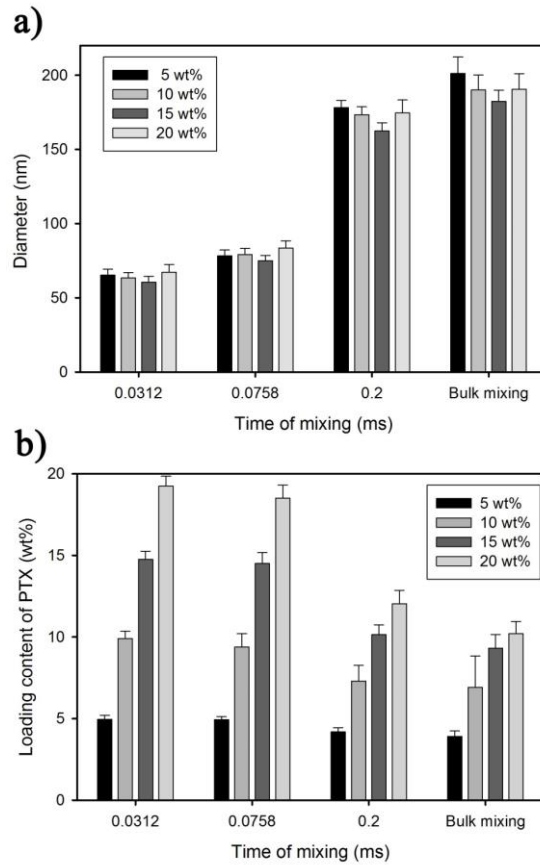 a)
200
150
100
50
0
Diameter (nm)
5 wt%
10 wt%
15 wt%
20 wt%
0.0312 0.0758 0.2 Bulk mixing
Time of mixing (ms)
b)
20
15
10
5
0
Loading content of PTX (wt%)
5 wt%
10 wt%
15 wt%
20 wt%
0.0312 0.0758 0.2 Bulk mixing
Time of mixing (ms)